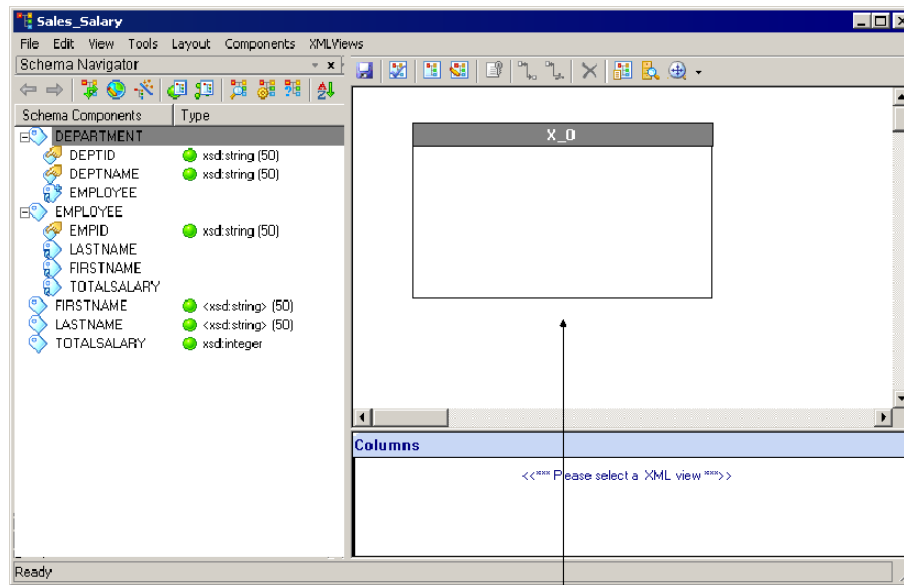 Sales_Salary
File Edit View Tools Layout Components XMLViews
Schema Navigator
Schema Components Type
DEPARTMENT
DEPTID xsd:string (50)
DEPTNAME xsd:string (50)
EMPLOYEE
EMPLOYEE
EMPID xsd:string (50)
LASTNAME
FIRSTNAME
TOTALSALARY
FIRSTNAME <xsd:string> (50)
LASTNAME <xsd:string> (50)
TOTALSALARY xsd:integer
X_0
Columns
<<*** Please select a XML view ***>>
Ready